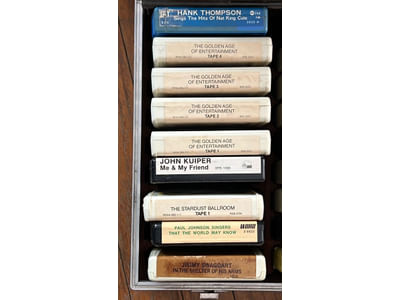 HANK THOMPSON
Sings The Hits Of Nat King Cole
THE GOLDEN AGE
OF ENTERTAINMENT
TAPE 4
THE GOLDEN AGE
OF ENTERTAINMENT
TAPE 3
THE GOLDEN AGE
OF ENTERTAINMENT
TAPE 2
THE GOLDEN AGE
OF ENTERTAINMENT
TAPE 1
JOHN KUIPER
Me & My Friend
THE STARDUST BALLROOM
TAPE 1
PAUL JOHNSON SINGERS
THAT THE WORLD MAY KNOW
WORD
JIMMY SWAGGART
IN THE SHELTER OF HIS ARMS